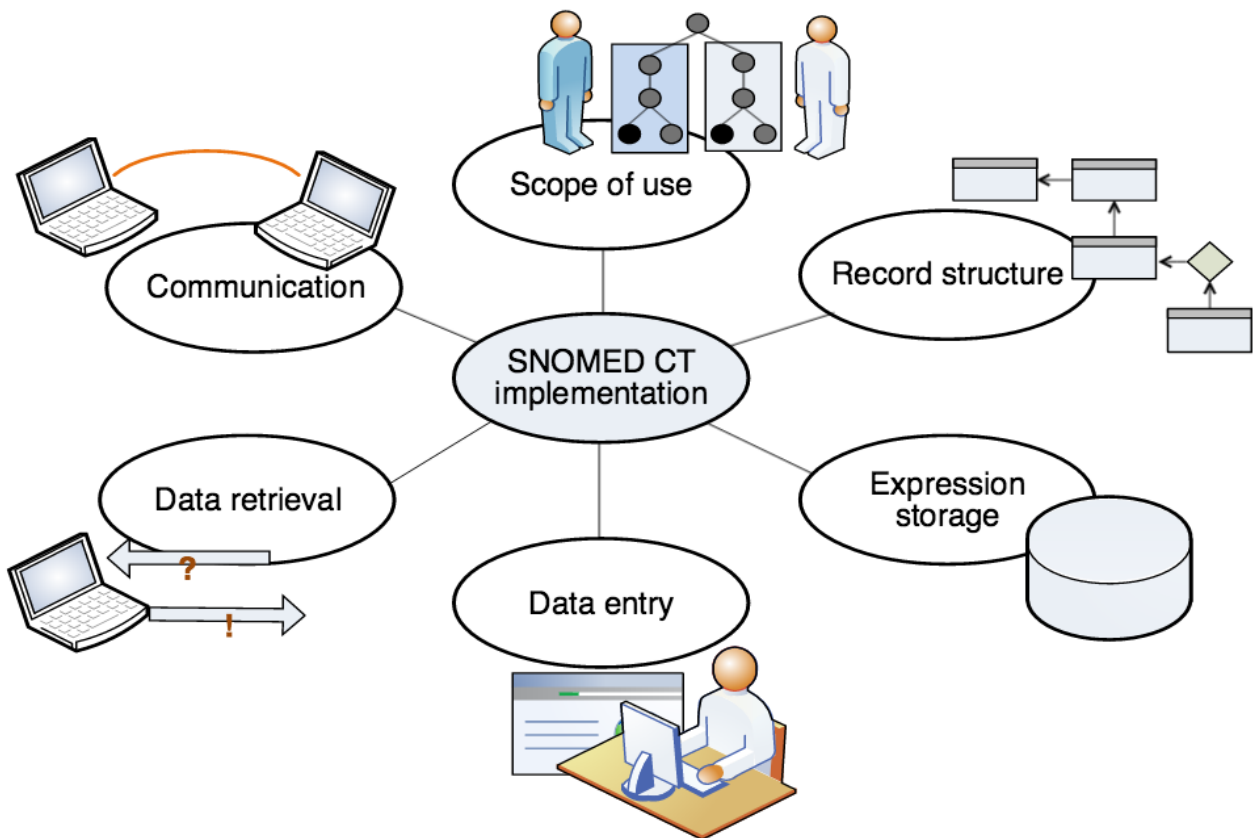 Scope of use
Communication
Record structure
SNOMED CT
implementation
Data retrieval
Expression
storage
?
!
Data entry